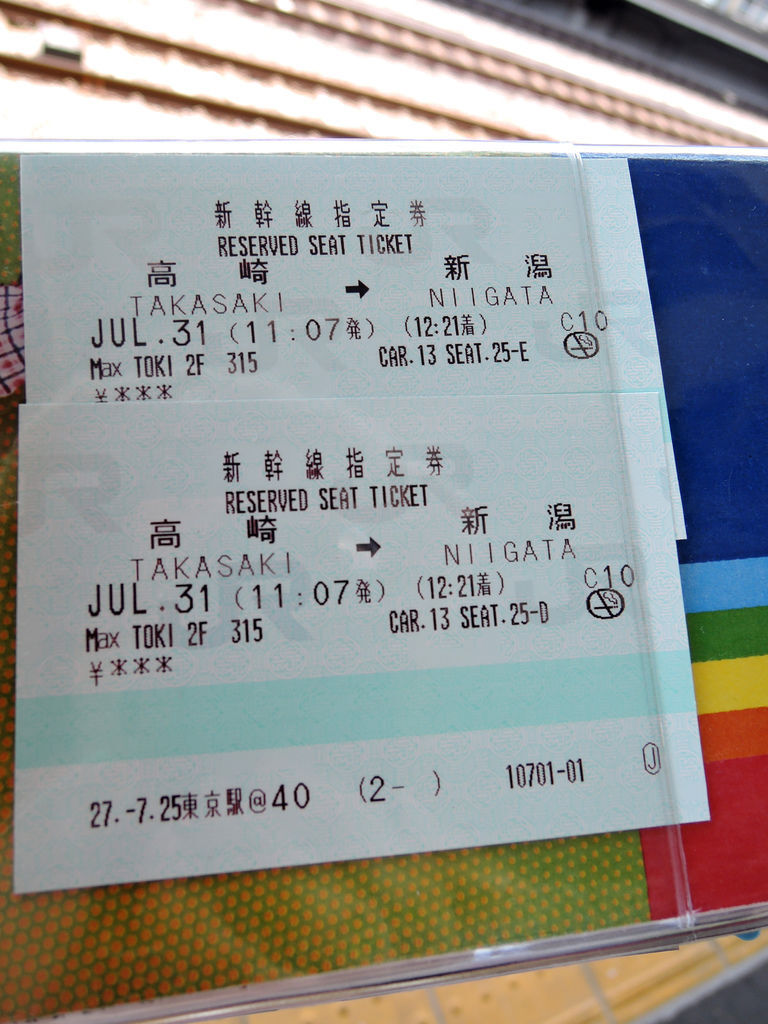 新幹線指定券
RESERVED SEAT TICKET
高崎 → 新潟
TAKASAKI NIIGATA
JUL.31 (11:07発) (12:21着) C10
Max TOKI 2F 315 CAR.13 SEAT.25-E
¥***
新幹線指定券
RESERVED SEAT TICKET
高崎 → 新潟
TAKASAKI NIIGATA
JUL.31 (11:07発) (12:21着) C10
Max TOKI 2F 315 CAR.13 SEAT.25-D
¥***
27.-7.25東京駅@40 (2- ) 10701-01 J